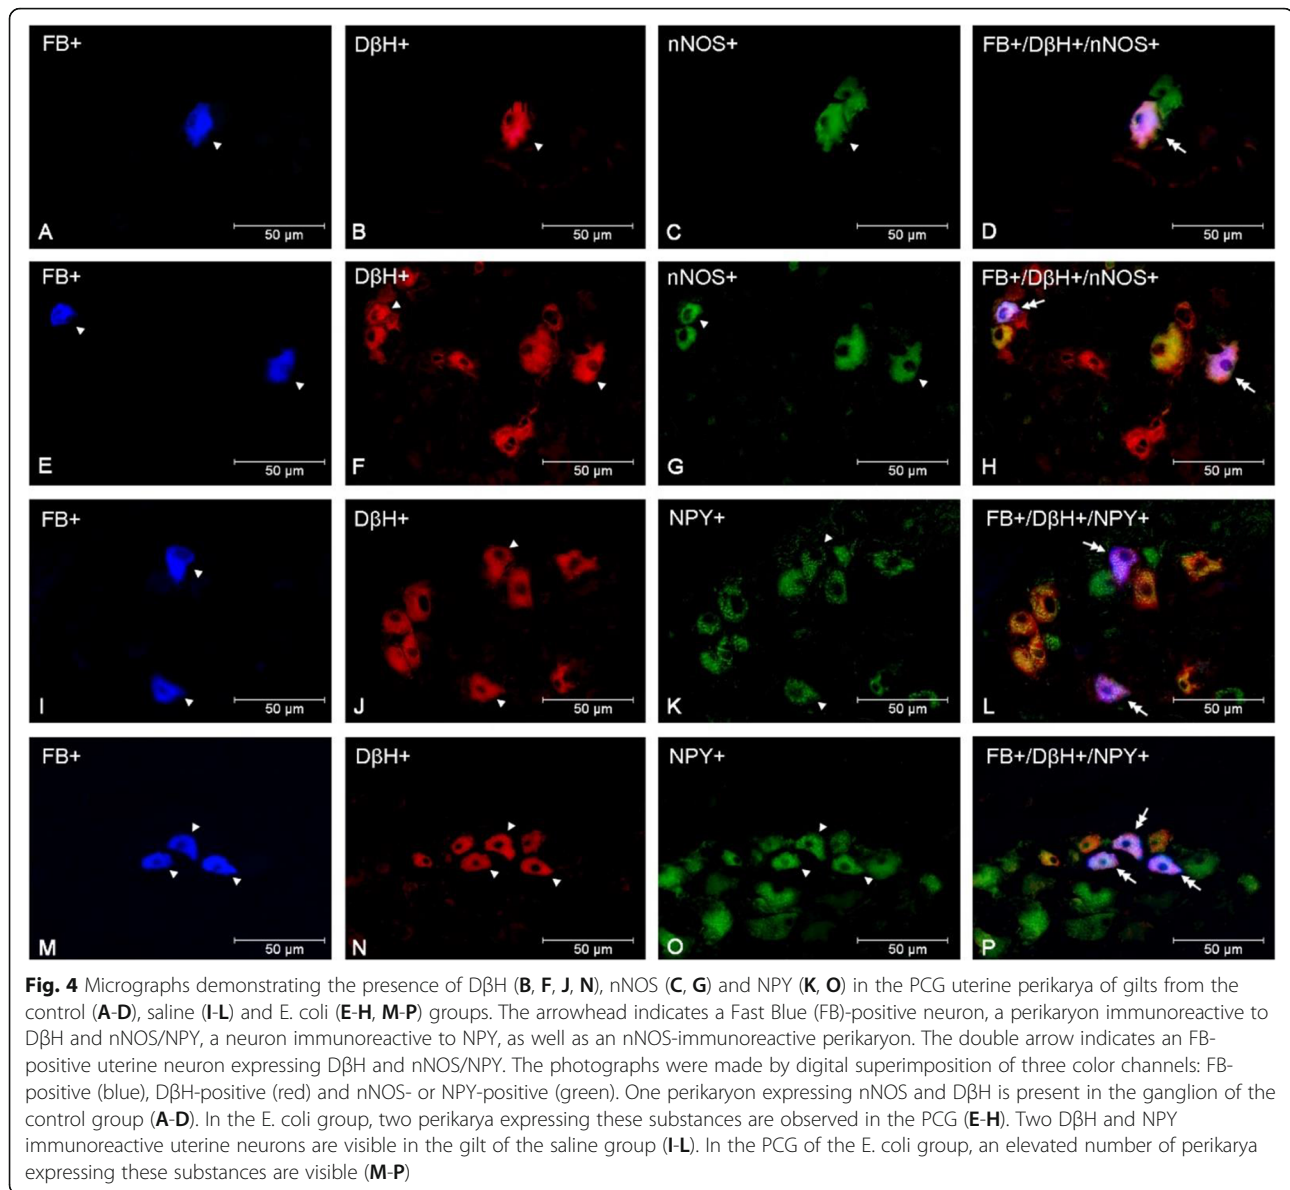 FB+ DβH+ nNOS+ FB+/DβH+/nNOS+
50 µm 50 µm 50 µm 50 µm
A B C D
FB+ DβH+ nNOS+ FB+/DβH+/nNOS+
50 µm 50 µm 50 µm 50 µm
E F G H
FB+ DβH+ NPY+ FB+/DβH+/NPY+
50 µm 50 µm 50 µm 50 µm
I J K L
FB+ DβH+ NPY+ FB+/DβH+/NPY+
50 µm 50 µm 50 µm 50 µm
M N O P
Fig. 4 Micrographs demonstrating the presence of DβH (B, F, J, N), nNOS (C, G) and NPY (K, O) in the PCG uterine perikarya of gilts from the
control (A-D), saline (I-L) and E. coli (E-H, M-P) groups. The arrowhead indicates a Fast Blue (FB)-positive neuron, a perikaryon immunoreactive to
DβH and nNOS/NPY, a neuron immunoreactive to NPY, as well as an nNOS-immunoreactive perikaryon. The double arrow indicates an FB-
positive uterine neuron expressing DβH and nNOS/NPY. The photographs were made by digital superimposition of three color channels: FB-
positive (blue), DβH-positive (red) and nNOS- or NPY-positive (green). One perikaryon expressing nNOS and DβH is present in the ganglion of the
control group (A-D). In the E. coli group, two perikarya expressing these substances are observed in the PCG (E-H). Two DβH and NPY
immunoreactive uterine neurons are visible in the gilt of the saline group (I-L). In the PCG of the E. coli group, an elevated number of perikarya
expressing these substances are visible (M-P)